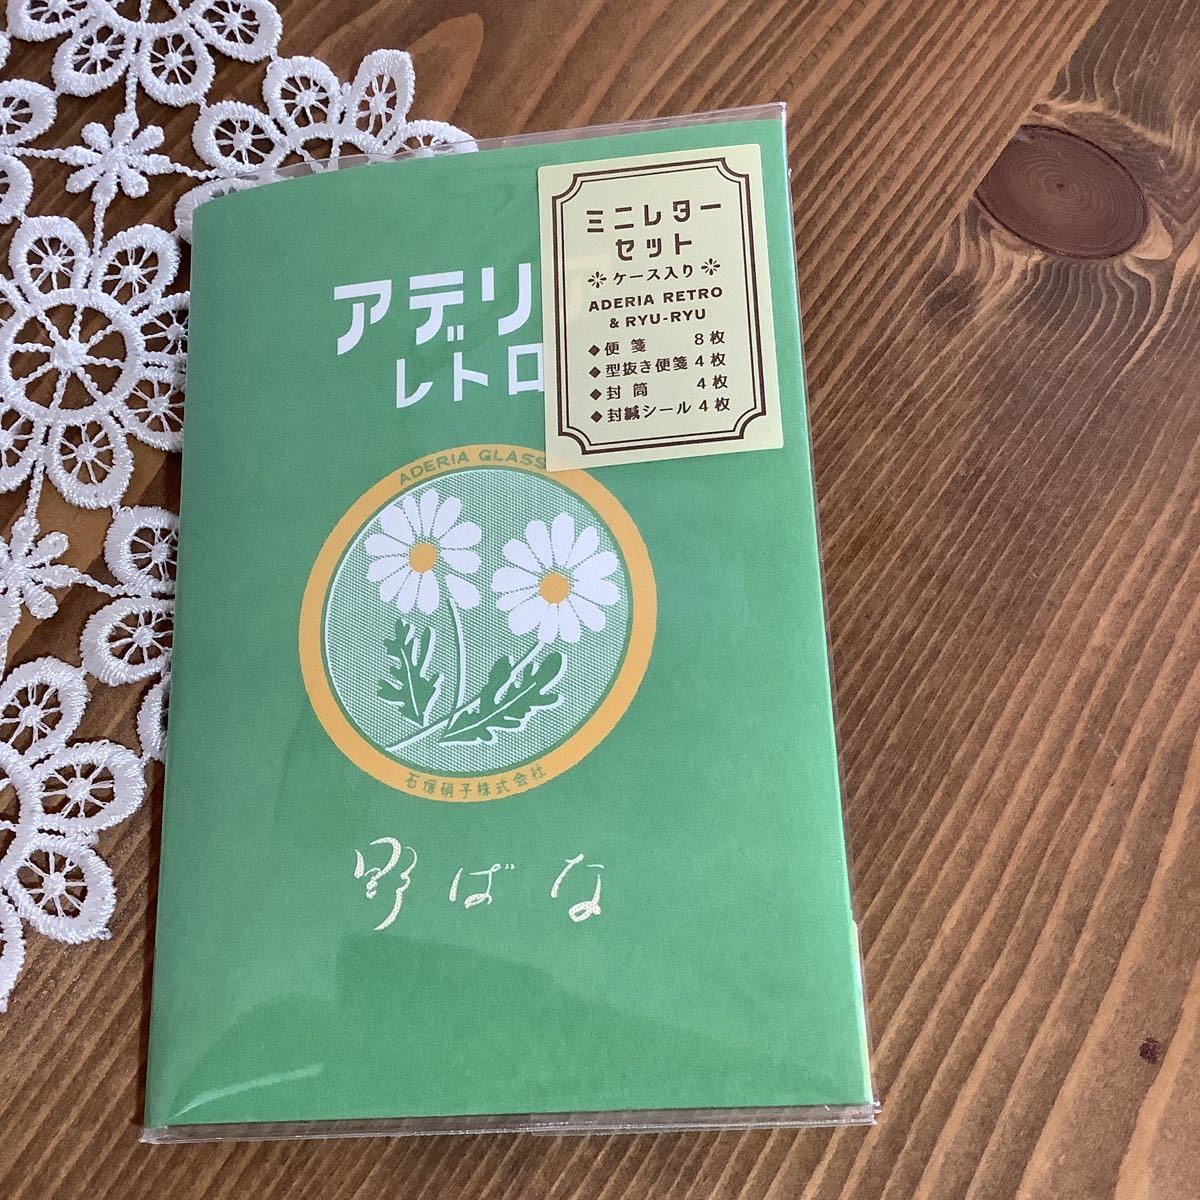 ミニレター
セット
ケース入り
ADERIA RETRO
& RYU-RYU
◆便箋 8枚
◆型抜き便箋 4枚
◆封筒 4枚
◆封緘シール 4枚
アデリ
レトロ
ADERIA GLASS
石塚硝子株式会社
野ばな